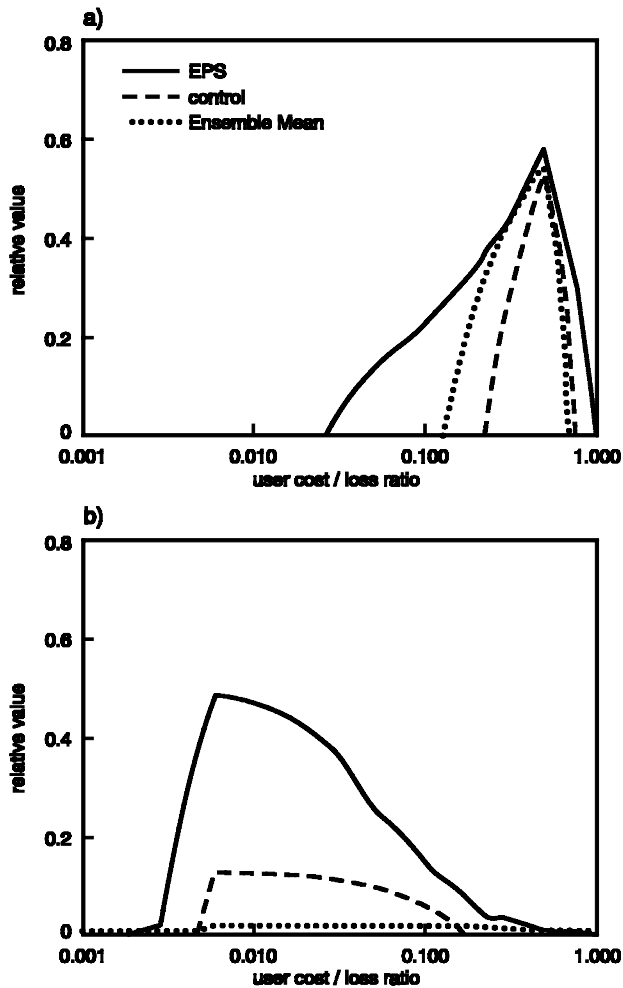 a)
0.8
EPS
control
Ensemble Mean
0.6
0.4
0.2
0
relative value
0.001 0.010 0.100 1.000
user cost / loss ratio
b)
0.8
0.6
0.4
0.2
0
relative value
0.001 0.010 0.100 1.000
user cost / loss ratio